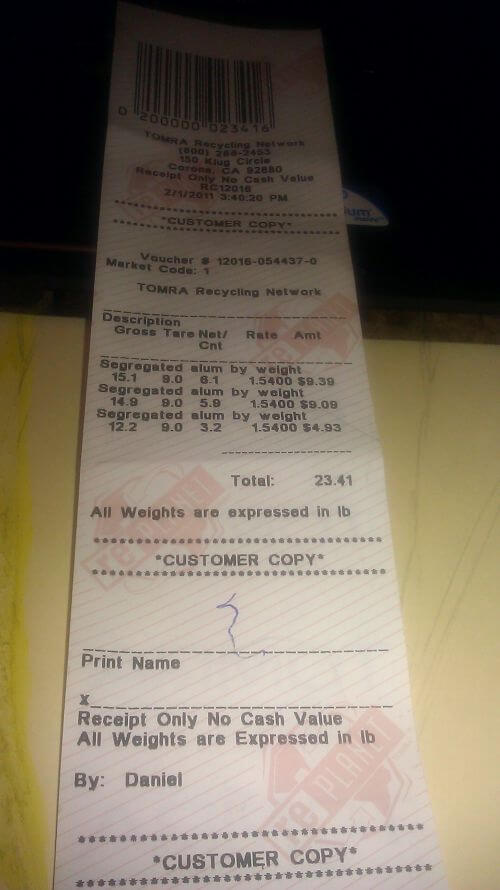 0 200000 023416
TOMRA Recycling Network
(800) 288-2453
150 Klug Circle
Corona, CA 92880
Receipt Only No Cash Value
RC12016
2/1/2011 3:40:20 PM
*CUSTOMER COPY*
Voucher # 12016-054437-0
Market Code: 1
TOMRA Recycling Network
Description
Gross Tare Net/ Rate Amt
Cnt
Segregated alum by weight
15.1 9.0 6.1 1.5400 $9.39
Segregated alum by weight
14.9 9.0 5.9 1.5400 $9.09
Segregated alum by weight
12.2 9.0 3.2 1.5400 $4.93
Total: 23.41
All Weights are expressed in lb
*CUSTOMER COPY*
Print Name
x
Receipt Only No Cash Value
All Weights are Expressed in lb
By: Daniel
*CUSTOMER COPY*
rePLANET